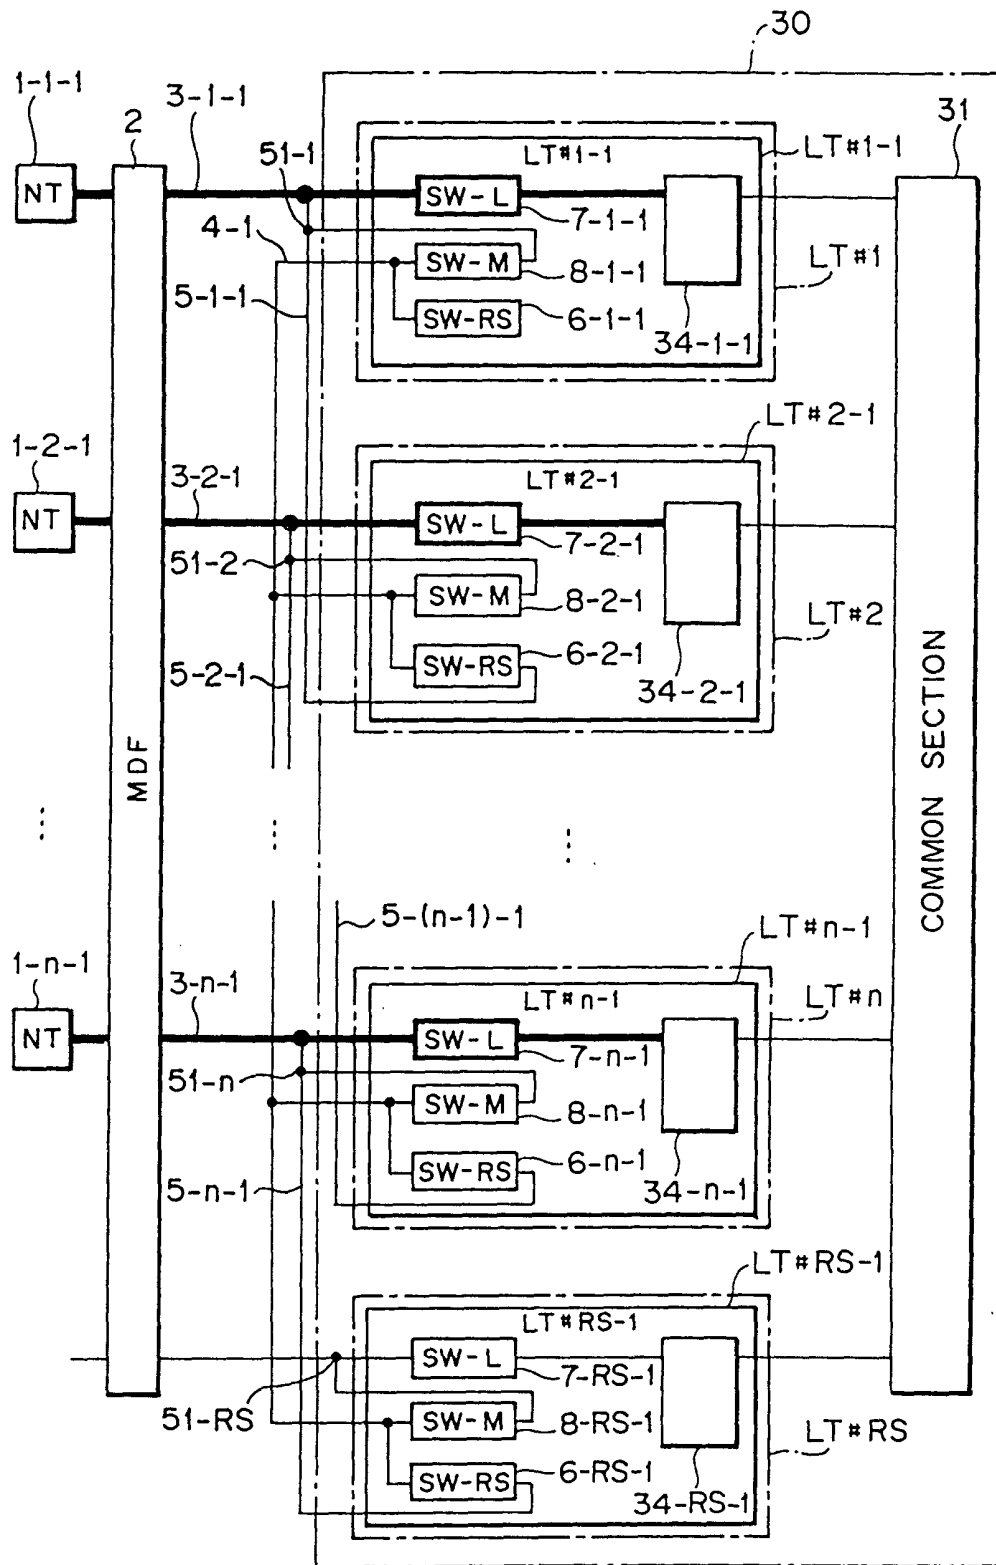 30
1-1-1
2
3-1-1
31
51-1
LT#1-1
LT#1-1
NT
SW-L
7-1-1
4-1
SW-M
8-1-1
LT#1
5-1-1
SW-RS
6-1-1
34-1-1
LT#2-1
1-2-1
3-2-1
LT#2-1
NT
SW-L
7-2-1
51-2
SW-M
8-2-1
LT#2
5-2-1
SW-RS
6-2-1
34-2-1
MDF
COMMON SECTION
5-(n-1)-1
LT#n-1
1-n-1
3-n-1
LT#n-1
LT#n
NT
SW-L
7-n-1
51-n
SW-M
8-n-1
5-n-1
SW-RS
6-n-1
34-n-1
LT#RS-1
LT#RS-1
SW-L
7-RS-1
51-RS
SW-M
8-RS-1
LT#RS
SW-RS
6-RS-1
34-RS-1